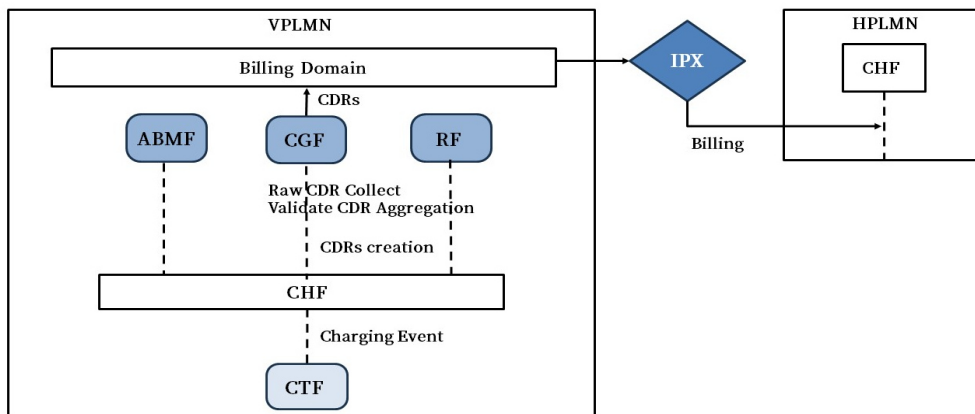 VPLMN
HPLMN
Billing Domain
IPX
CHF
CDRs
ABMF
CGF
RF
Billing
Raw CDR Collect
Validate CDR Aggregation
CDRs creation
CHF
Charging Event
CTF